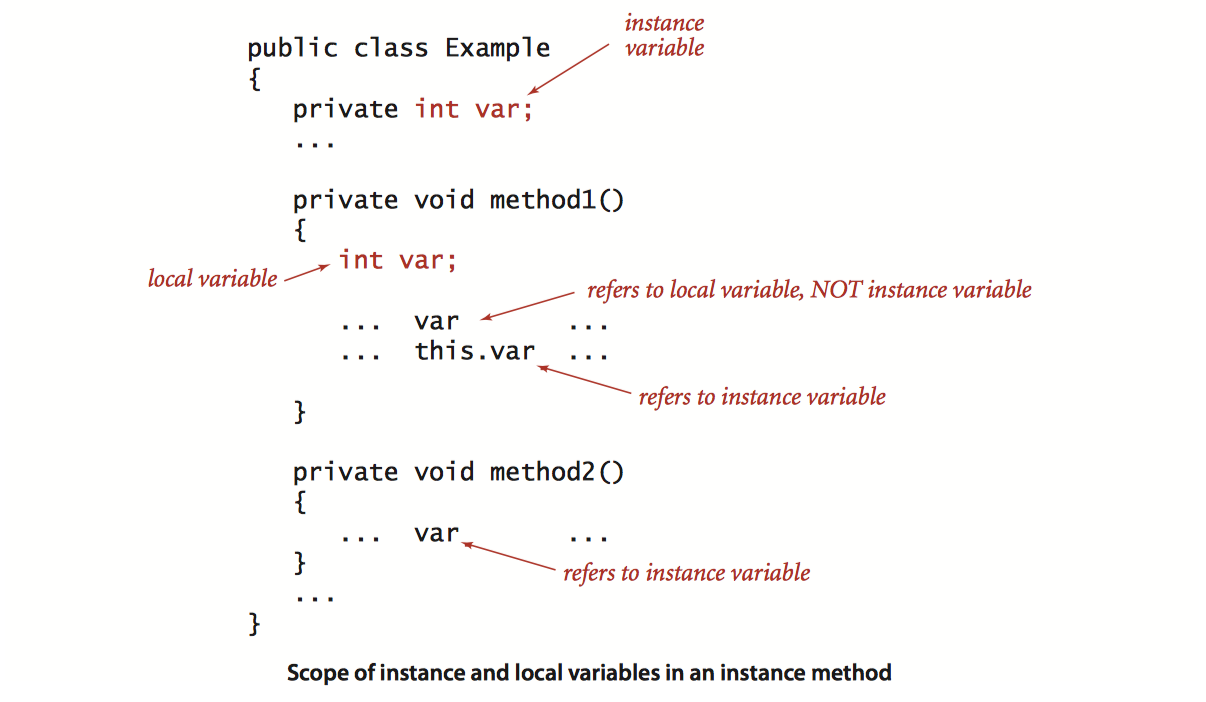 instance
variable
public class Example
{
private int var;
...
private void method1()
{
int var;
local variable
refers to local variable, NOT instance variable
... var ...
... this.var ...
refers to instance variable
}
private void method2()
{
... var ...
}
refers to instance variable
...
}
Scope of instance and local variables in an instance method